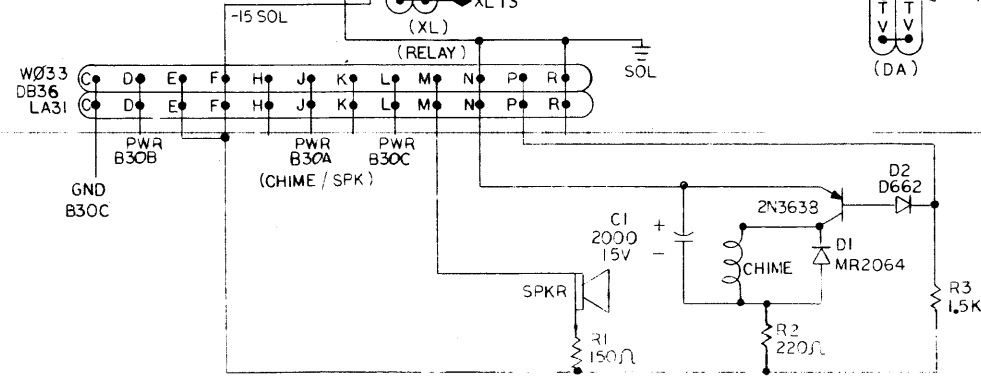 -15 SOL
XL13
(XL)
(RELAY)
SOL
T T
V V
(DA)
WØ33
DB36
LA31
C D E F H J K L M N P R
C D E F H J K L M N P R
PWR
B30B
PWR
B30A
PWR
B30C
(CHIME / SPK)
GND
B30C
D2
D662
2N3638
C1
2000
15V
+
-
CHIME
D1
MR2064
SPKR
R3
1.5K
R1
150Ω
R2
220Ω